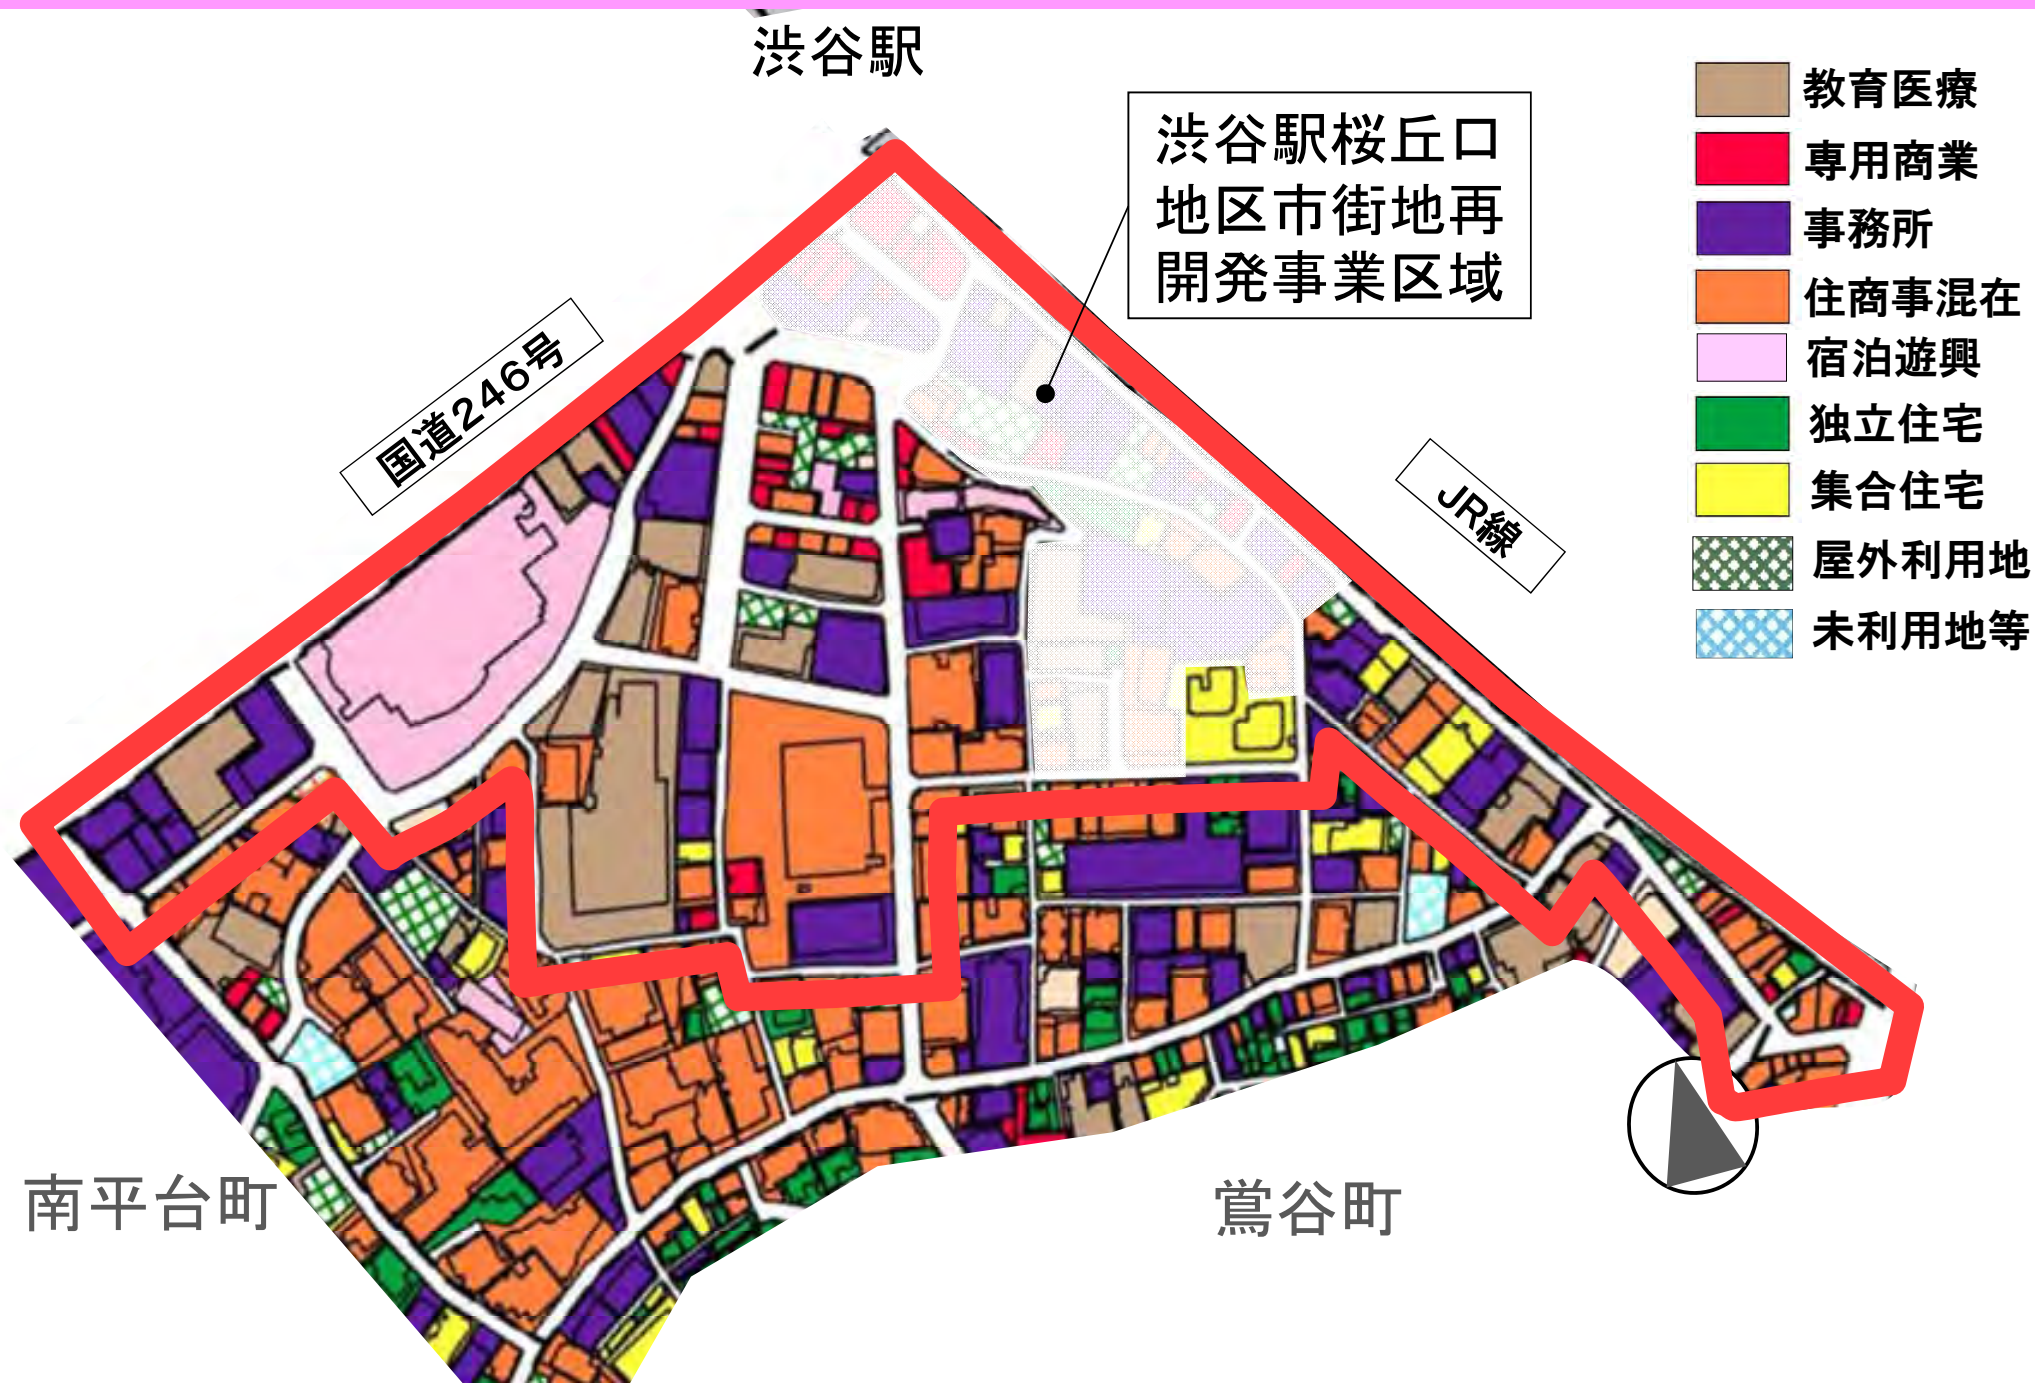 渋谷駅
渋谷駅桜丘口
地区市街地再
開発事業区域
国道246号
JR線
教育医療
専用商業
事務所
住商事混在
宿泊遊興
独立住宅
集合住宅
屋外利用地
未利用地等
南平台町
鶯谷町